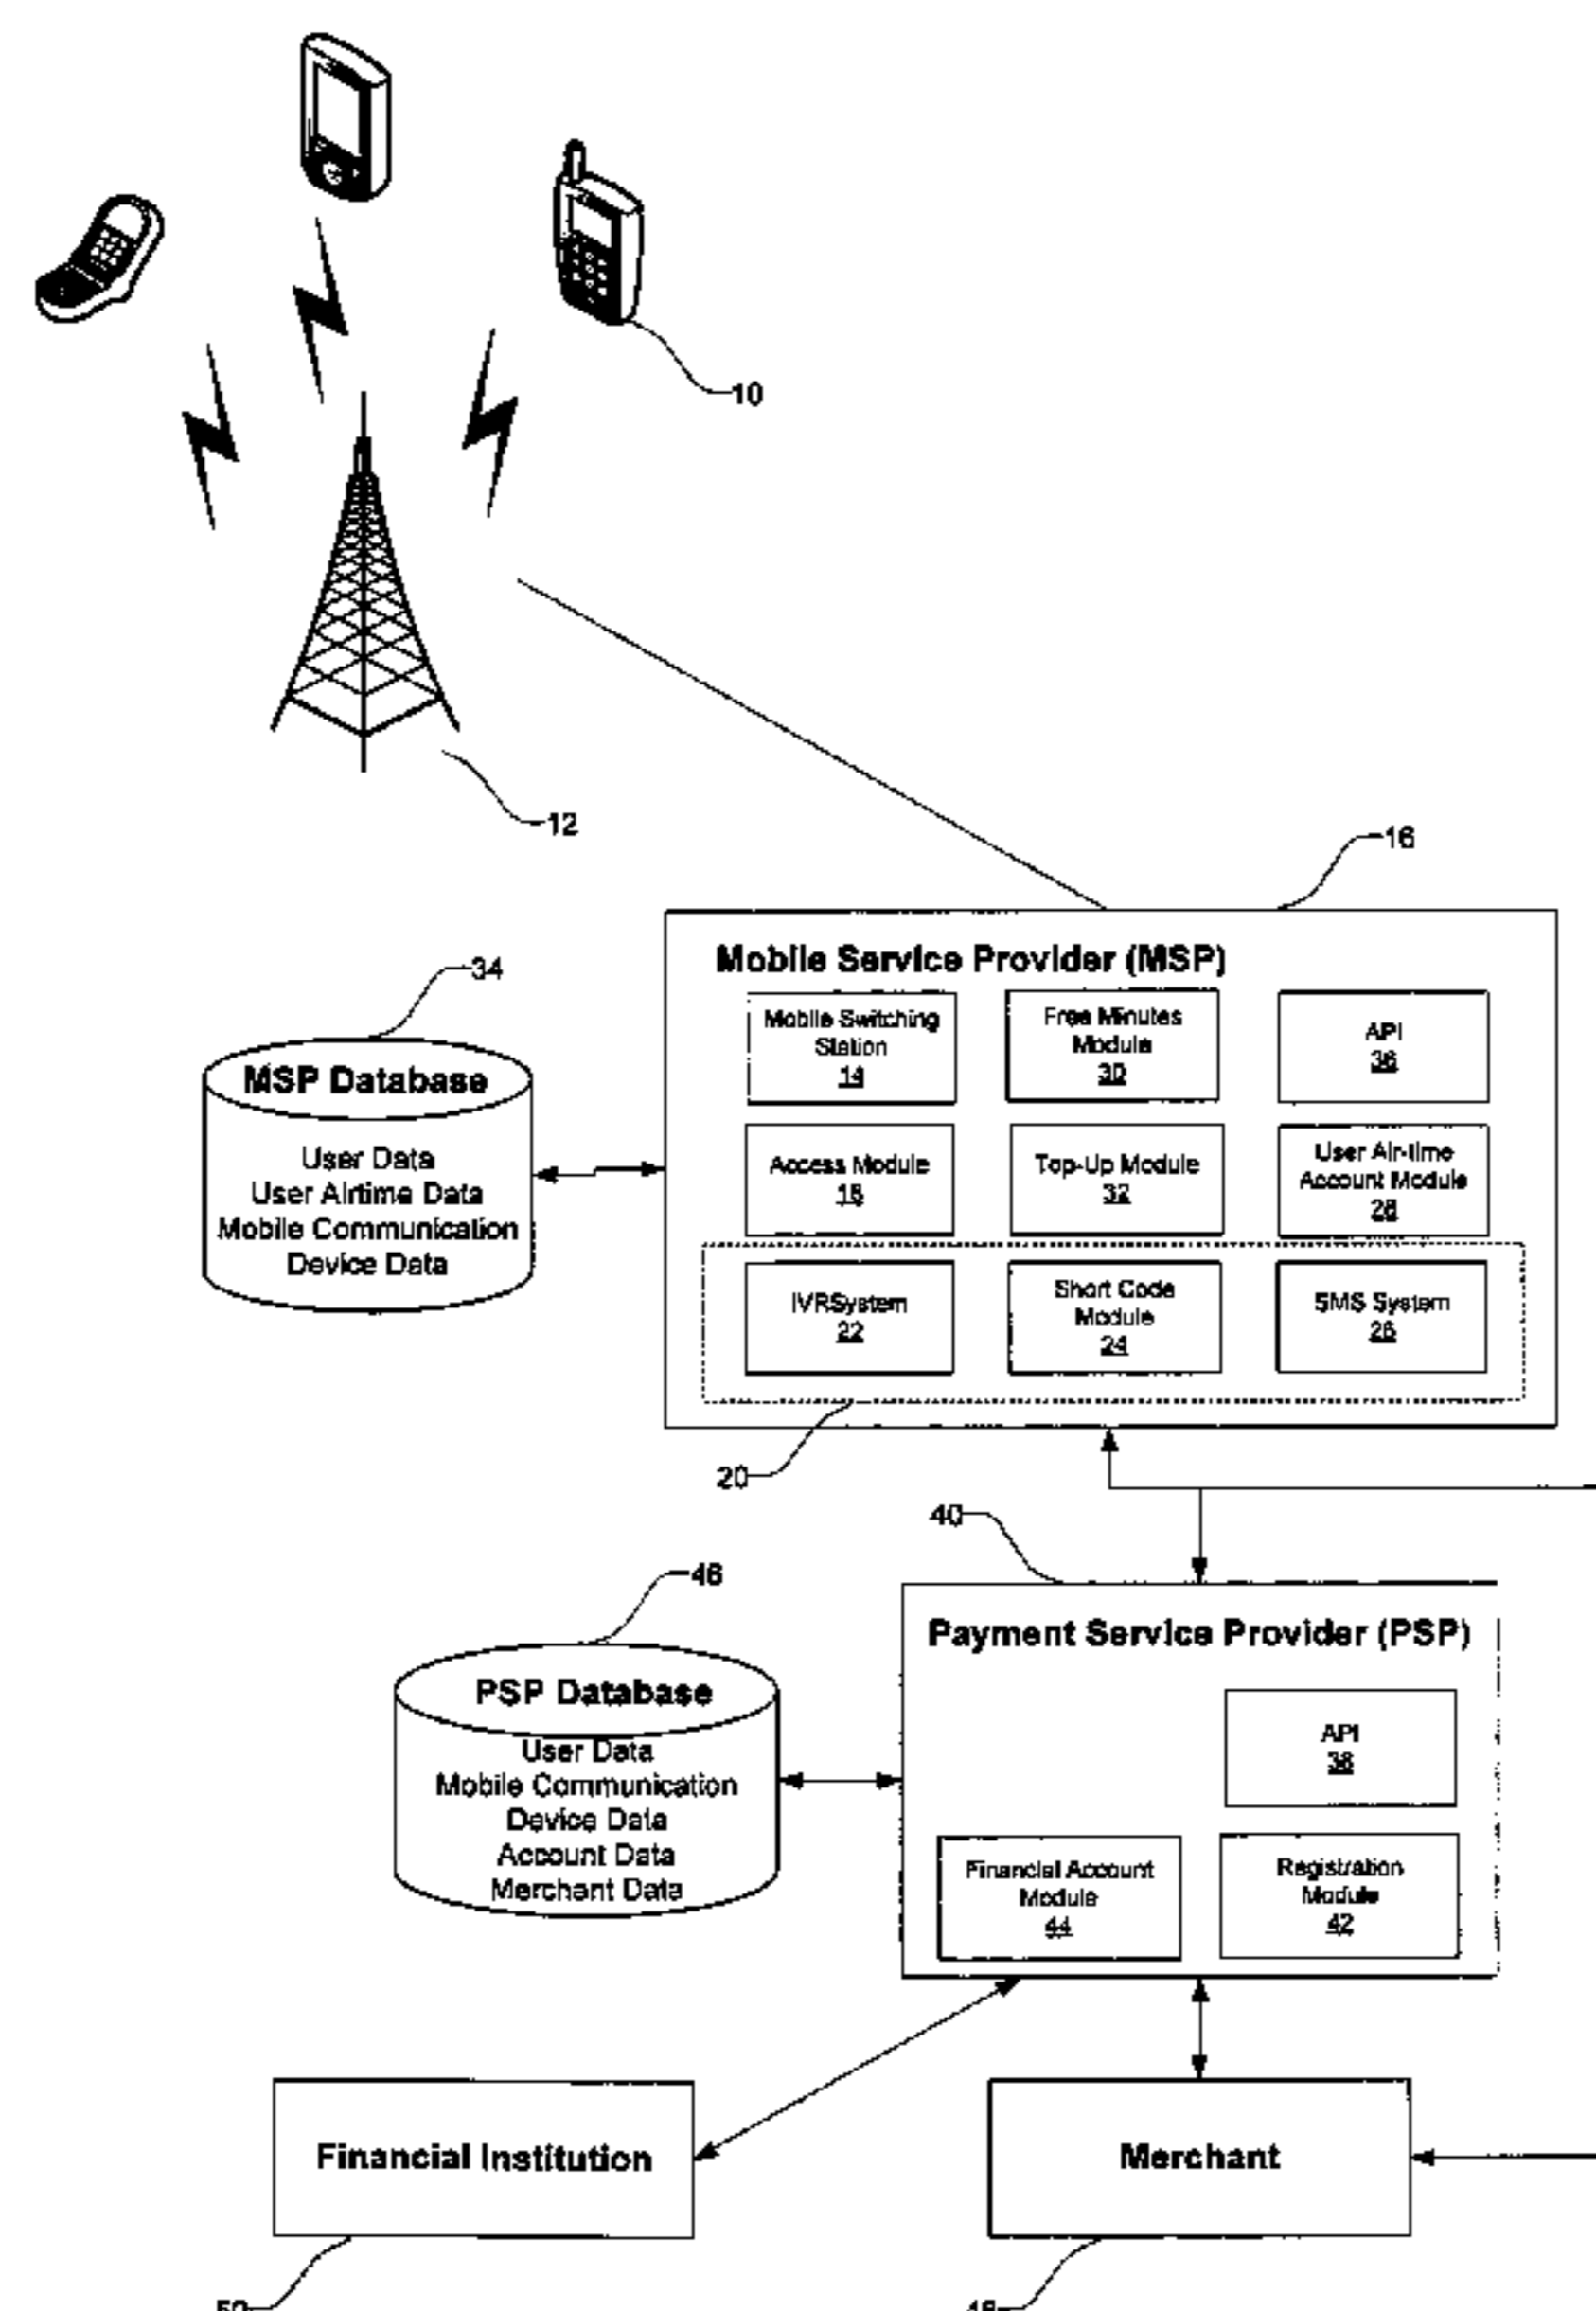 10
12
16
34
Mobile Service Provider (MSP)
Mobile Switching
Station
14
Free Minutes
Module
30
API
36
MSP Database
User Data
User Airtime Data
Mobile Communication
Device Data
Access Module
18
Top-Up Module
32
User Air-time
Account Module
28
IVRSystem
22
Short Code
Module
24
SMS System
26
20
40
46
Payment Service Provider (PSP)
PSP Database
User Data
Mobile Communication
Device Data
Account Data
Merchant Data
API
38
Financial Account
Module
44
Registration
Module
42
Financial Institution
Merchant
50
48